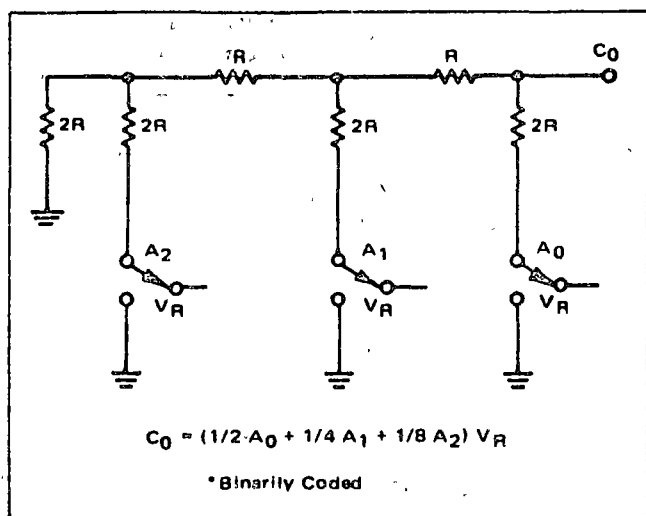 R R C0
2R 2R 2R 2R
A2 A1 A0
VR VR VR
C0 = (1/2 A0 + 1/4 A1 + 1/8 A2) VR
*Binarily Coded